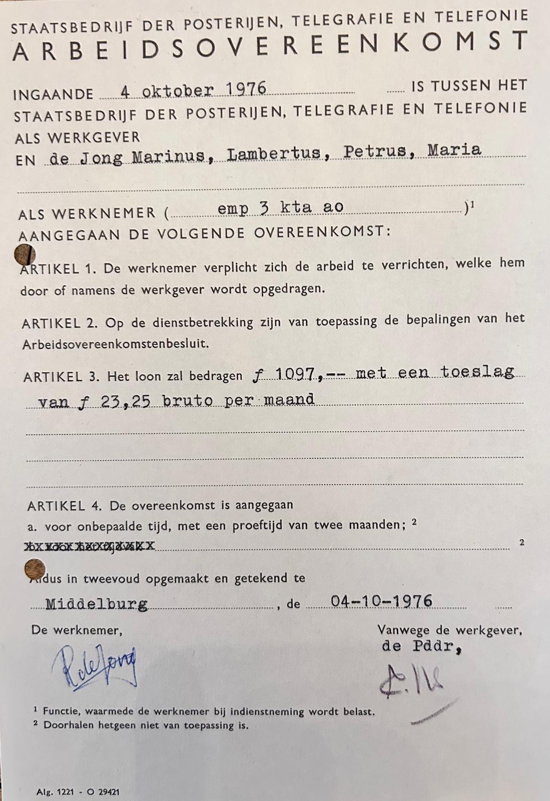 STAATSBEDRIJF DER POSTERIJEN, TELEGRAFIE EN TELEFONIE
ARBEIDSOVEREENKOMST
INGAANDE 4 oktober 1976 IS TUSSEN HET
STAATSBEDRIJF DER POSTERIJEN, TELEGRAFIE EN TELEFONIE
ALS WERKGEVER
EN de Jong Marinus, Lambertus, Petrus, Maria
ALS WERKNEMER ( emp 3 kta ao )¹
AANGEGAAN DE VOLGENDE OVEREENKOMST:
ARTIKEL 1. De werknemer verplicht zich de arbeid te verrichten, welke hem
door of namens de werkgever wordt opgedragen.
ARTIKEL 2. Op de dienstbetrekking zijn van toepassing de bepalingen van het
Arbeidsovereenkomstenbesluit.
ARTIKEL 3. Het loon zal bedragen ƒ 1097,-- met een toeslag
van ƒ 23,25 bruto per maand
ARTIKEL 4. De overeenkomst is aangegaan
a. voor onbepaalde tijd, met een proeftijd van twee maanden; ²
²
Aldus in tweevoud opgemaakt en getekend te
Middelburg, de 04-10-1976
De werknemer, Vanwege de werkgever,
de Pddr,
RdeJong
¹ Functie, waarmede de werknemer bij indienstneming wordt belast.
² Doorhalen hetgeen niet van toepassing is.
Alg. 1221 - O 29421